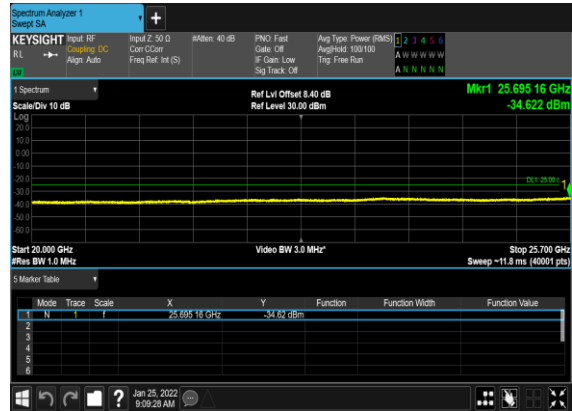 Spectrum Analyzer 1
Swept SA
KEYSIGHT Input: RF Input Z: 50 Ω #Atten: 40 dB PNO: Fast Avg Type: Power (RMS) 1 2 3 4 5 6
RL Coupling: DC Corr CCorr Gate: Off Avg|Hold: 100/100 A W W W W W
Align: Auto Freq Ref: Int (S) IF Gain: Low Trig: Free Run
Sig Track: Off A N N N N N
1 Spectrum Ref Lvl Offset 8.40 dB Mkr1 25.695 16 GHz
Scale/Div 10 dB Ref Level 30.00 dBm -34.622 dBm
Log
20.0
10.0
0.00
-10.0
-20.0 DL1 -25.00
-30.0 1
-40.0
-50.0
-60.0
Start 20.000 GHz Video BW 3.0 MHz* Stop 25.700 GHz
#Res BW 1.0 MHz Sweep ~11.8 ms (40001 pts)
5 Marker Table
Mode Trace Scale X Y Function Function Width Function Value
1 N 1 f 25.695 16 GHz -34.62 dBm
2
3
4
5
6
? Jan 25, 2022
9:09:28 AM